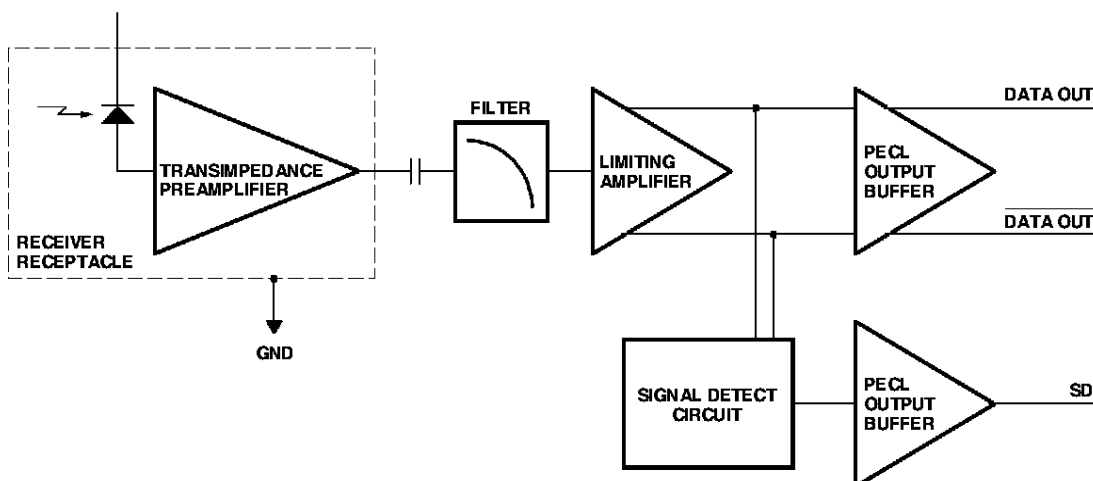 FILTER
DATA OUT
TRANSIMPEDANCE
PREAMPLIFIER
LIMITING
AMPLIFIER
PECL
OUTPUT
BUFFER
DATA OUT
RECEIVER
RECEPTACLE
GND
SIGNAL DETECT
CIRCUIT
PECL
OUTPUT
BUFFER
SD